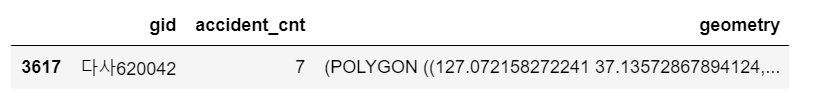 gid accident_cnt geometry
3617 다사620042 7 (POLYGON ((127.072158272241 37.13572867894124,...